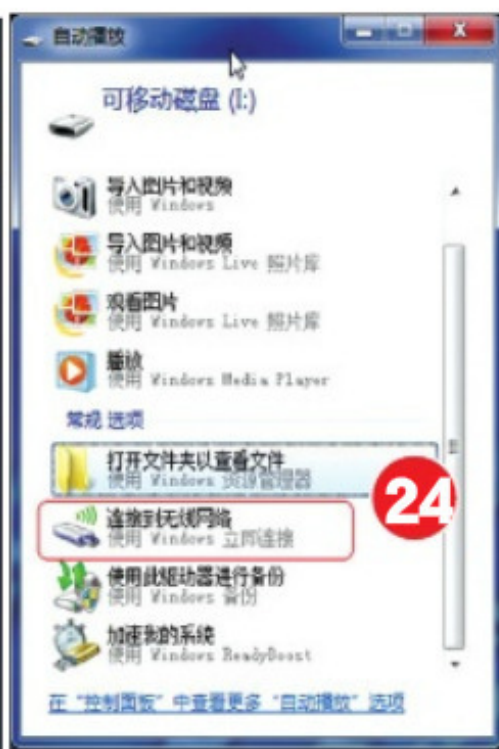 自动播放
可移动磁盘 (I:)
导入图片和视频
使用 Windows
导入图片和视频
使用 Windows Live 照片库
观看图片
使用 Windows Live 照片库
播放
使用 Windows Media Player
常规 选项
打开文件夹以查看文件
使用 Windows 资源管理器
24
连接到无线网络
使用 Windows 立即连接
使用此驱动器进行备份
使用 Windows 备份
加速我的系统
使用 Windows ReadyBoost
在 “控制面板” 中查看更多 “自动播放” 选项